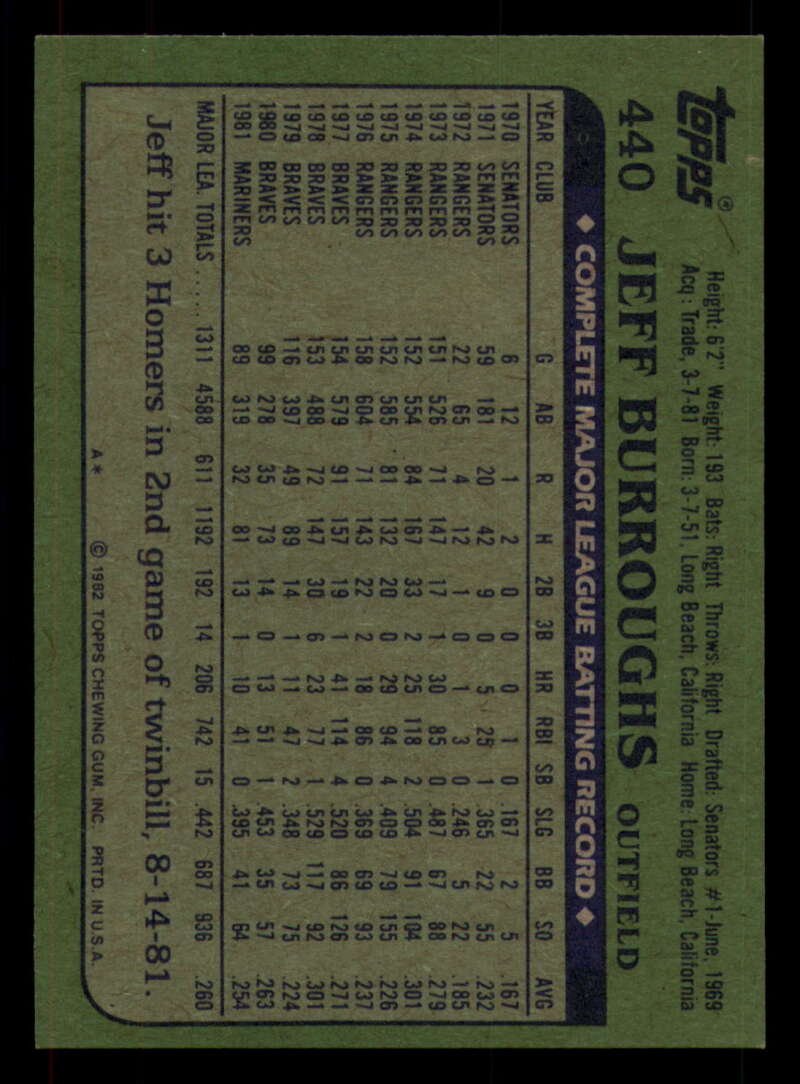 Topps®
Height: 6'2" Weight: 193 Bats: Right Throws: Right Drafted: Senators #1-June, 1969
Acq: Trade, 3-7-81 Born: 3-7-51, Long Beach, California Home: Long Beach, California
440 JEFF BURROUGHS OUTFIELD
◆ COMPLETE MAJOR LEAGUE BATTING RECORD ◆
YEAR CLUB G AB R H 2B 3B HR RBI SB SLG BB SO AVG
1970 SENATORS 6 12 1 2 0 0 0 1 0 .167 2 5 .167
1971 SENATORS 59 181 20 42 9 0 5 25 1 .365 22 55 .232
1972 RANGERS 22 65 4 12 1 0 1 3 0 .246 5 22 .185
1973 RANGERS 151 526 71 147 17 1 30 85 0 .487 67 88 .279
1974 RANGERS 152 554 84 167 33 2 25 118 2 .504 91 104 .301
1975 RANGERS 152 585 81 132 20 0 29 94 4 .409 79 155 .226
1976 RANGERS 158 604 71 143 22 2 18 86 0 .369 69 93 .237
1977 BRAVES 154 579 91 157 19 1 41 114 4 .520 86 126 .271
1978 BRAVES 153 488 72 147 30 6 23 77 1 .529 117 92 .301
1979 BRAVES 116 397 49 89 14 1 11 47 2 .348 73 75 .224
1980 BRAVES 99 278 35 73 14 0 13 51 1 .453 35 57 .263
1981 MARINERS 89 319 32 81 13 1 10 41 0 .395 41 64 .254
MAJOR LEA. TOTALS ..... 1311 4588 611 1192 192 14 206 742 15 .442 687 936 .260
Jeff hit 3 Homers in 2nd game of twinbill, 8-14-81.
A* © 1982 TOPPS CHEWING GUM, INC. PRTD. IN U.S.A.